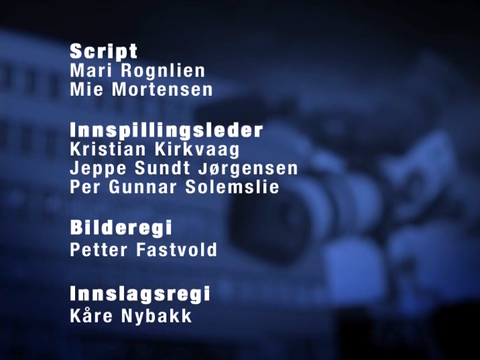 Script
Mari Rognlien
Mie Mortensen
Innspillingsleder
Kristian Kirkvaag
Jeppe Sundt Jørgensen
Per Gunnar Solemslie
Bilderegi
Petter Fastvold
Innslagsregi
Kåre Nybakk